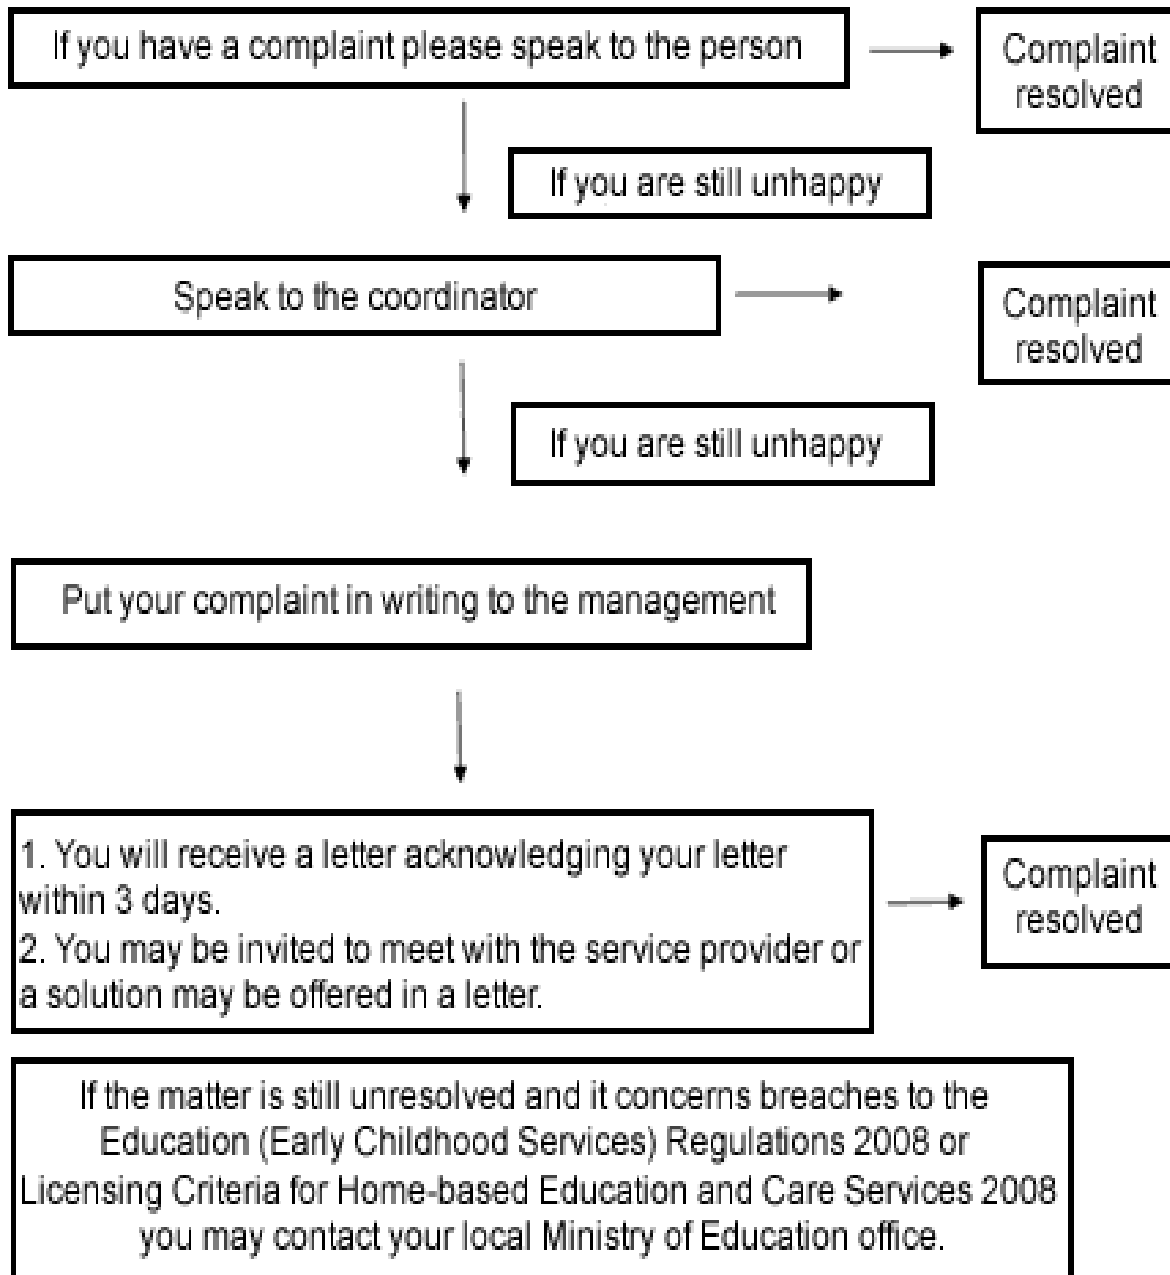 If you have a complaint please speak to the person
Complaint
resolved
If you are still unhappy
Speak to the coordinator
Complaint
resolved
If you are still unhappy
Put your complaint in writing to the management
1. You will receive a letter acknowledging your letter
within 3 days.
2. You may be invited to meet with the service provider or
a solution may be offered in a letter.
Complaint
resolved
If the matter is still unresolved and it concerns breaches to the
Education (Early Childhood Services) Regulations 2008 or
Licensing Criteria for Home-based Education and Care Services 2008
you may contact your local Ministry of Education office.